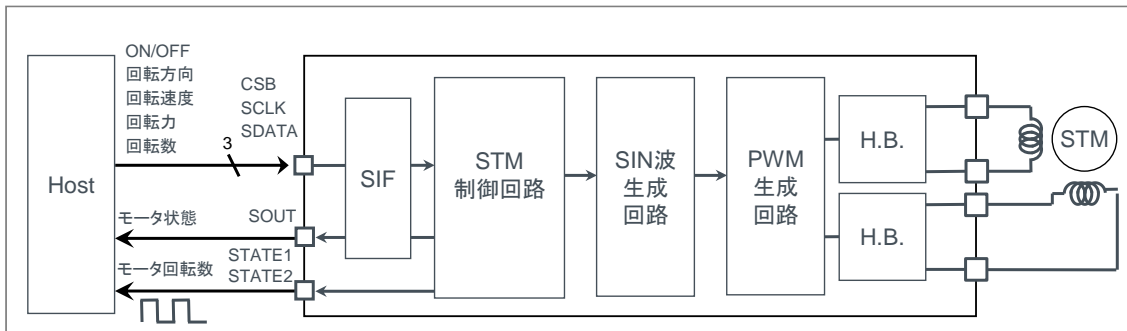 ON/OFF
回転方向
回転速度
回転力
回転数
CSB
SCLK
SDATA
3
Host
モータ状態
SOUT
モータ回転数
STATE1
STATE2
SIF
STM
制御回路
SIN波
生成
回路
PWM
生成
回路
H.B.
H.B.
STM